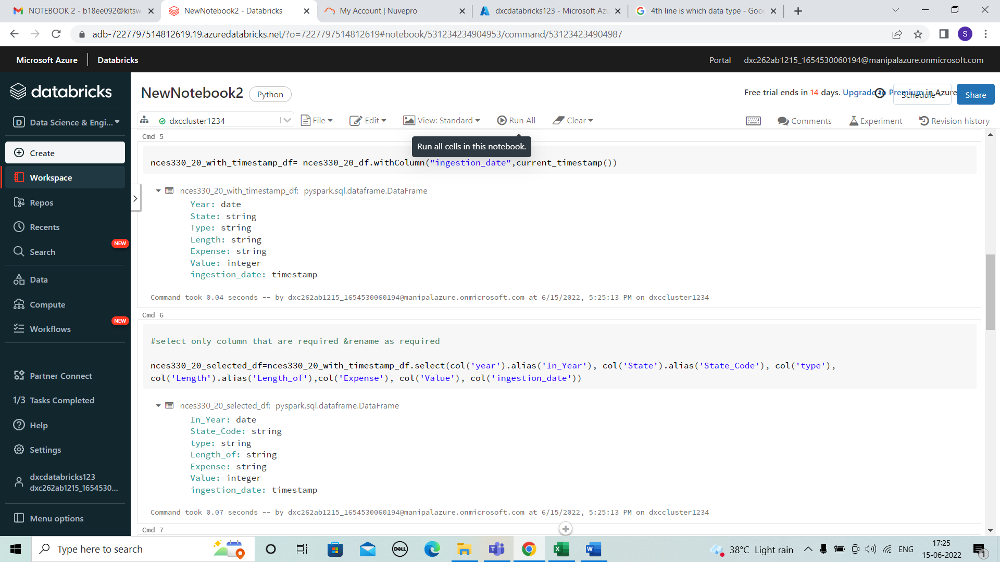 NOTEBOOK 2 - b18ee092@kitsw
NewNotebook2 - Databricks
My Account | Nuvepro
dxcdatabricks123 - Microsoft Azu
4th line is which data type - Goo
adb-7227797514812619.19.azuredatabricks.net/?o=7227797514812619#notebook/531234234904953/command/531234234904987
S
Microsoft Azure
Databricks
Portal
dxc262ab1215_1654530060194@manipalazure.onmicrosoft.com
databricks
NewNotebook2
Python
Free trial ends in 14 days. Upgrade to Premium in Azure
Schedule
Share
D Data Science & Engi...
dxccluster1234
File
Edit
View: Standard
Run All
Clear
Comments
Experiment
Revision history
Create
Workspace
Repos
Recents
NEW
Search
Data
Compute
NEW
Workflows
Partner Connect
1/3 Tasks Completed
Help
Settings
dxcdatabricks123
dxc262ab1215_1654530...
Menu options
Cmd 5
Run all cells in this notebook.
nces330_20_with_timestamp_df= nces330_20_df.withColumn("ingestion_date",current_timestamp())
nces330_20_with_timestamp_df: pyspark.sql.dataframe.DataFrame
Year: date
State: string
Type: string
Length: string
Expense: string
Value: integer
ingestion_date: timestamp
Command took 0.04 seconds -- by dxc262ab1215_1654530060194@manipalazure.onmicrosoft.com at 6/15/2022, 5:25:13 PM on dxccluster1234
Cmd 6
#select only column that are required &rename as required
nces330_20_selected_df=nces330_20_with_timestamp_df.select(col('year').alias('In_Year'), col('State').alias('State_Code'), col('type'),
col('Length').alias('Length_of'),col('Expense'), col('Value'), col('ingestion_date'))
nces330_20_selected_df: pyspark.sql.dataframe.DataFrame
In_Year: date
State_Code: string
type: string
Length_of: string
Expense: string
Value: integer
ingestion_date: timestamp
Command took 0.07 seconds -- by dxc262ab1215_1654530060194@manipalazure.onmicrosoft.com at 6/15/2022, 5:25:13 PM on dxccluster1234
Cmd 7
Type here to search
DELL
38°C Light rain
ENG
17:25
15-06-2022
1